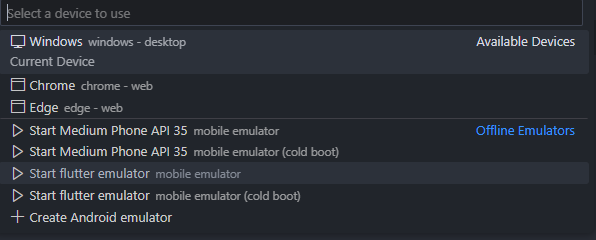 Select a device to use
Windows windows - desktop Available Devices
Current Device
Chrome chrome - web
Edge edge - web
Start Medium Phone API 35 mobile emulator Offline Emulators
Start Medium Phone API 35 mobile emulator (cold boot)
Start flutter emulator mobile emulator
Start flutter emulator mobile emulator (cold boot)
Create Android emulator